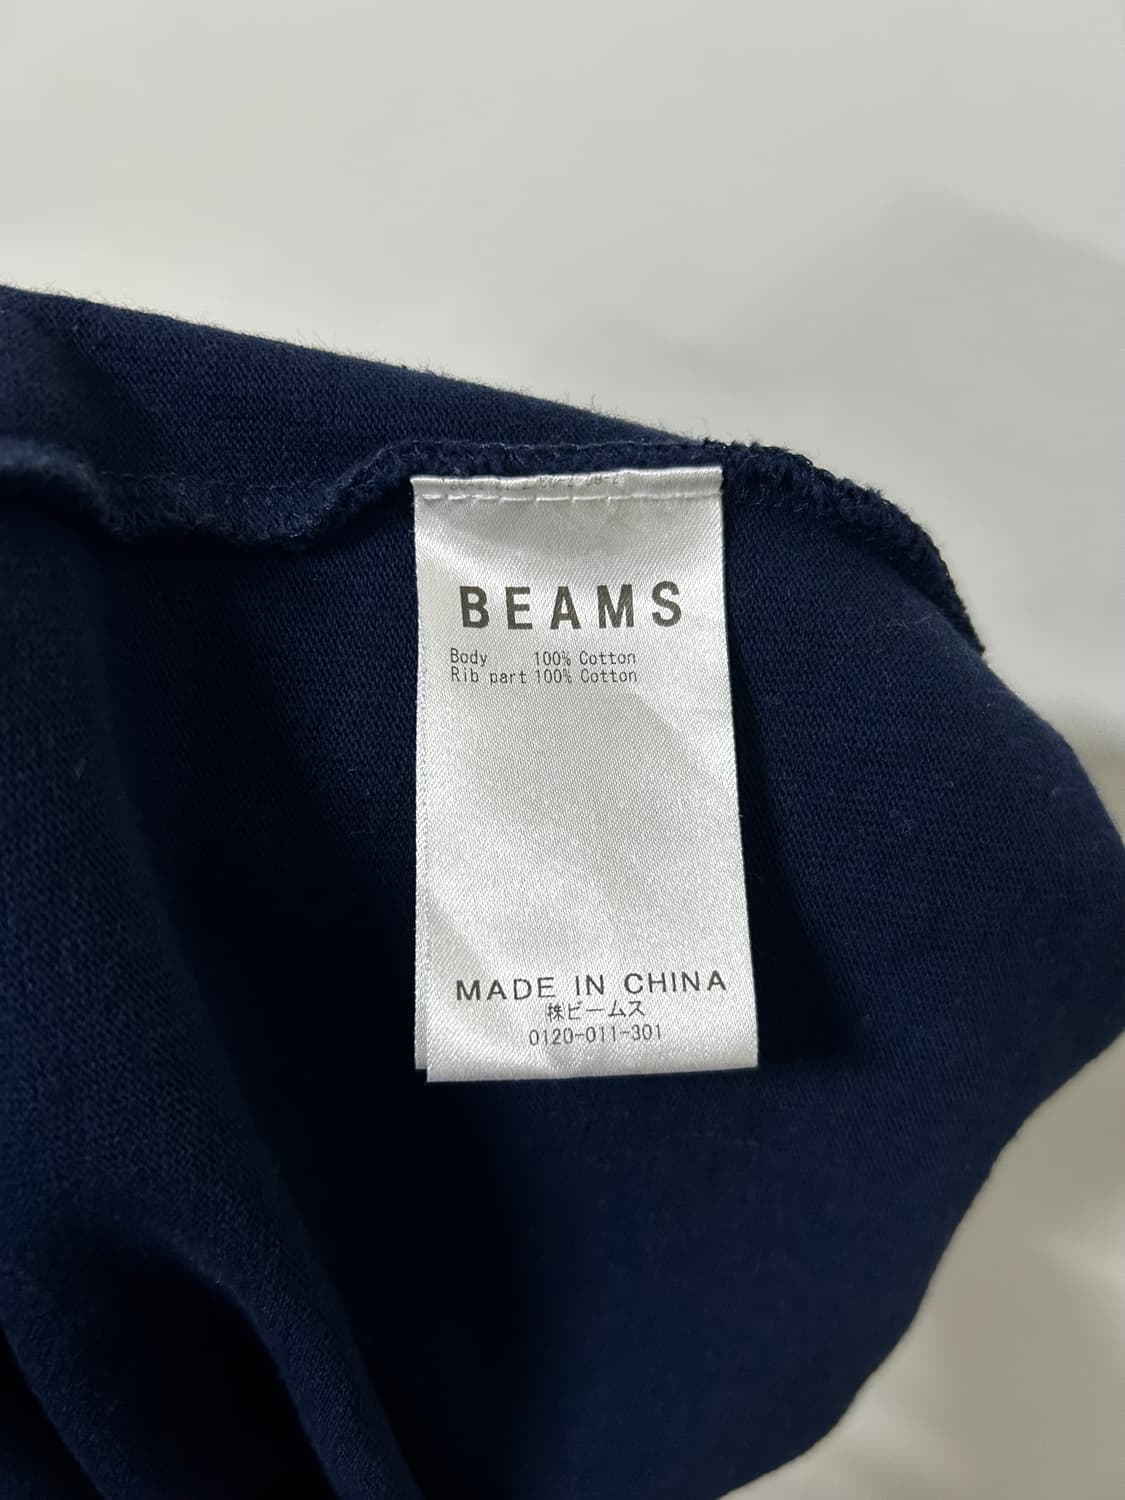 BEAMS
Body 100% Cotton
Rib part 100% Cotton
MADE IN CHINA
㈱ビームス
0120-011-301